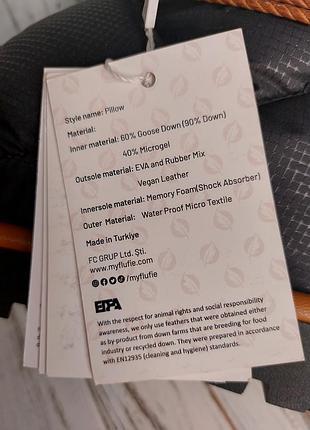 Style name: Pillow
Material:
Inner material: 60% Goose Down (90% Down)
40% Microgel
Outsole material: EVA and Rubber Mix
Vegan Leather
Innersole material: Memory Foam(Shock Absorber)
Outer Material: Water Proof Micro Textile
Made in Turkiye
FC GRUP Ltd. Şti.
www.myflufie.com
/myflufie
EDFA
With the respect for animal rights and social responsibility
awareness, we only use feathers that were obtained either
as by product from down farms that are breeding for food
industry or recycled down. They were prepared in accordance
with EN12935 (cleaning and hygiene) standards.